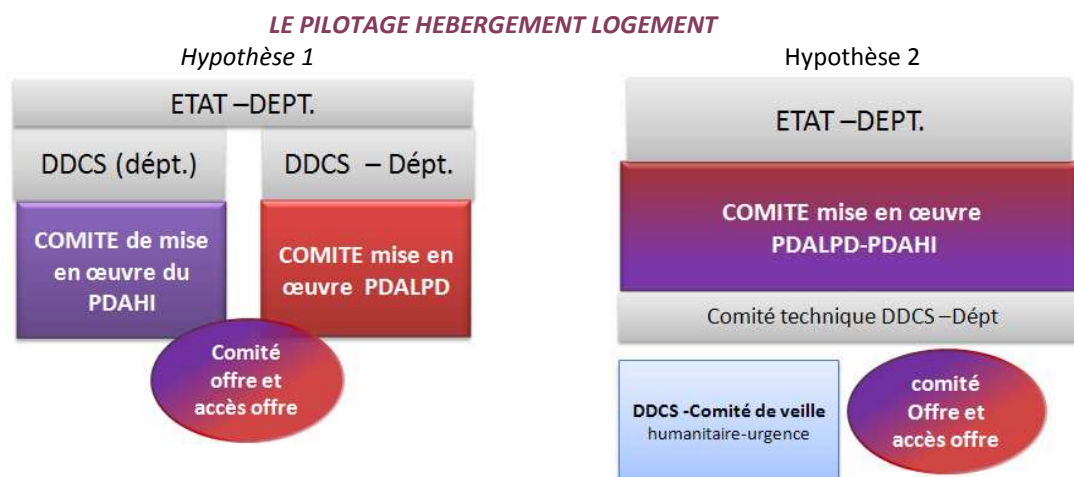 LE PILOTAGE HEBERGEMENT LOGEMENT
Hypothèse 1
ETAT –DEPT.
DDCS (dépt.)
DDCS – Dépt.
COMITE de mise
en œuvre du
PDAHI
COMITE mise en
œuvre PDALPD
Comité
offre et
accès offre
Hypothèse 2
ETAT –DEPT.
COMITE mise en œuvre
PDALPD-PDAHI
Comité technique DDCS –Dépt
DDCS -Comité de veille
humanitaire-urgence
comité
Offre et
accès offre